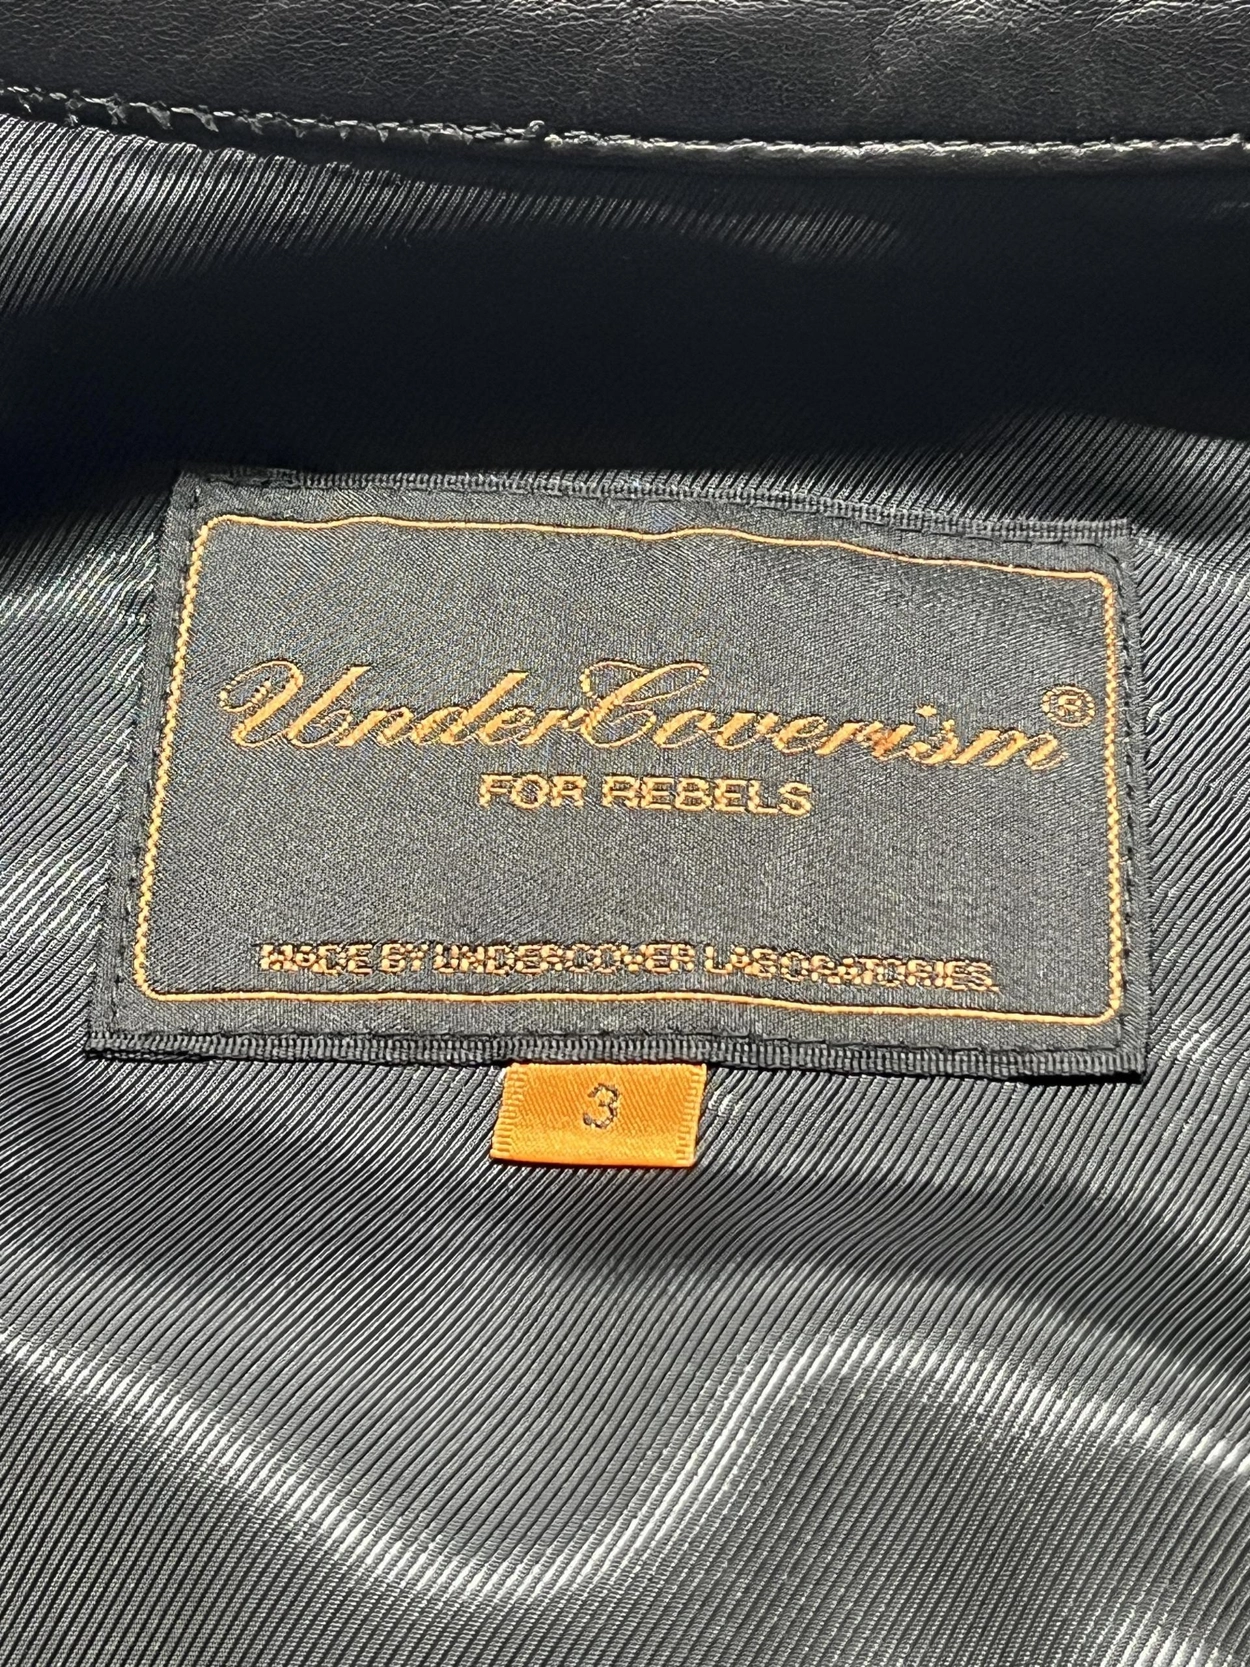 UnderCoverism®
FOR REBELS
MADE BY UNDERCOVER LABORATORIES.
3